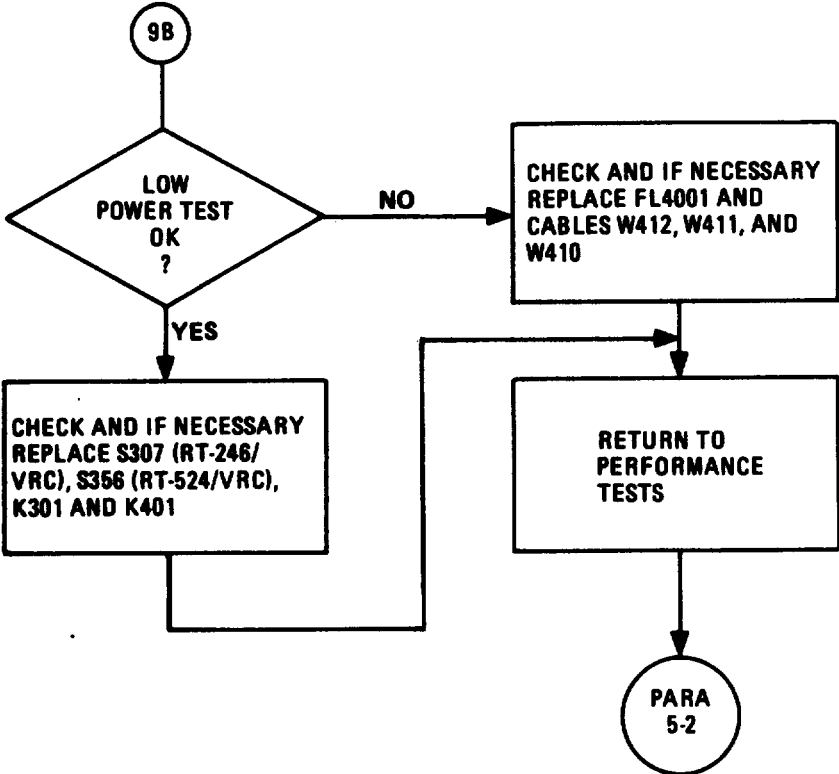 9B
LOW
POWER TEST
OK
?
NO
CHECK AND IF NECESSARY
REPLACE FL4001 AND
CABLES W412, W411, AND
W410
YES
CHECK AND IF NECESSARY
REPLACE S307 (RT-246/
VRC), S356 (RT-524/VRC),
K301 AND K401
RETURN TO
PERFORMANCE
TESTS
PARA
5-2